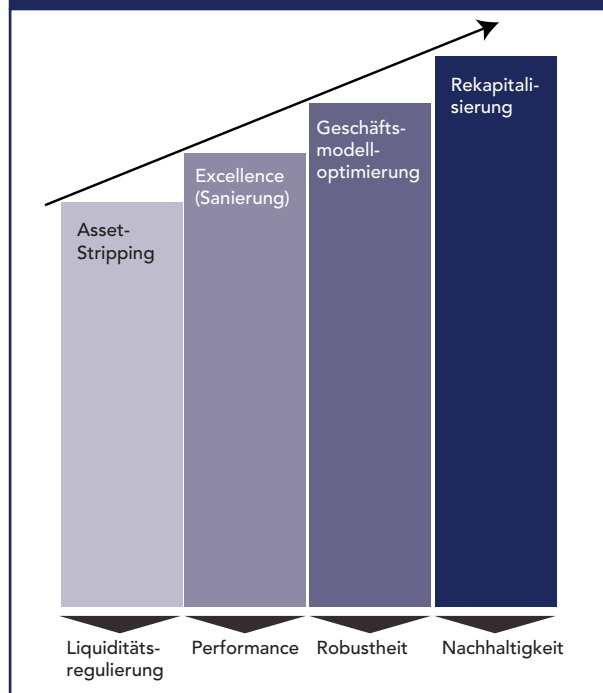 Asset-
Stripping
Excellence
(Sanierung)
Geschäfts-
modell-
optimierung
Rekapitali-
sierung
Liquiditäts-
regulierung
Performance
Robustheit
Nachhaltigkeit